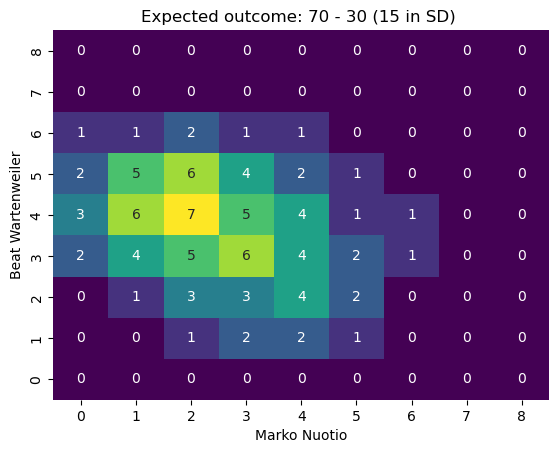 Expected outcome: 70 - 30 (15 in SD)
Beat Wartenweiler
8 0 0 0 0 0 0 0 0 0
7 0 0 0 0 0 0 0 0 0
6 1 1 2 1 1 0 0 0 0
5 2 5 6 4 2 1 0 0 0
4 3 6 7 5 4 1 1 0 0
3 2 4 5 6 4 2 1 0 0
2 0 1 3 3 4 2 0 0 0
1 0 0 1 2 2 1 0 0 0
0 0 0 0 0 0 0 0 0 0
0 1 2 3 4 5 6 7 8
Marko Nuotio